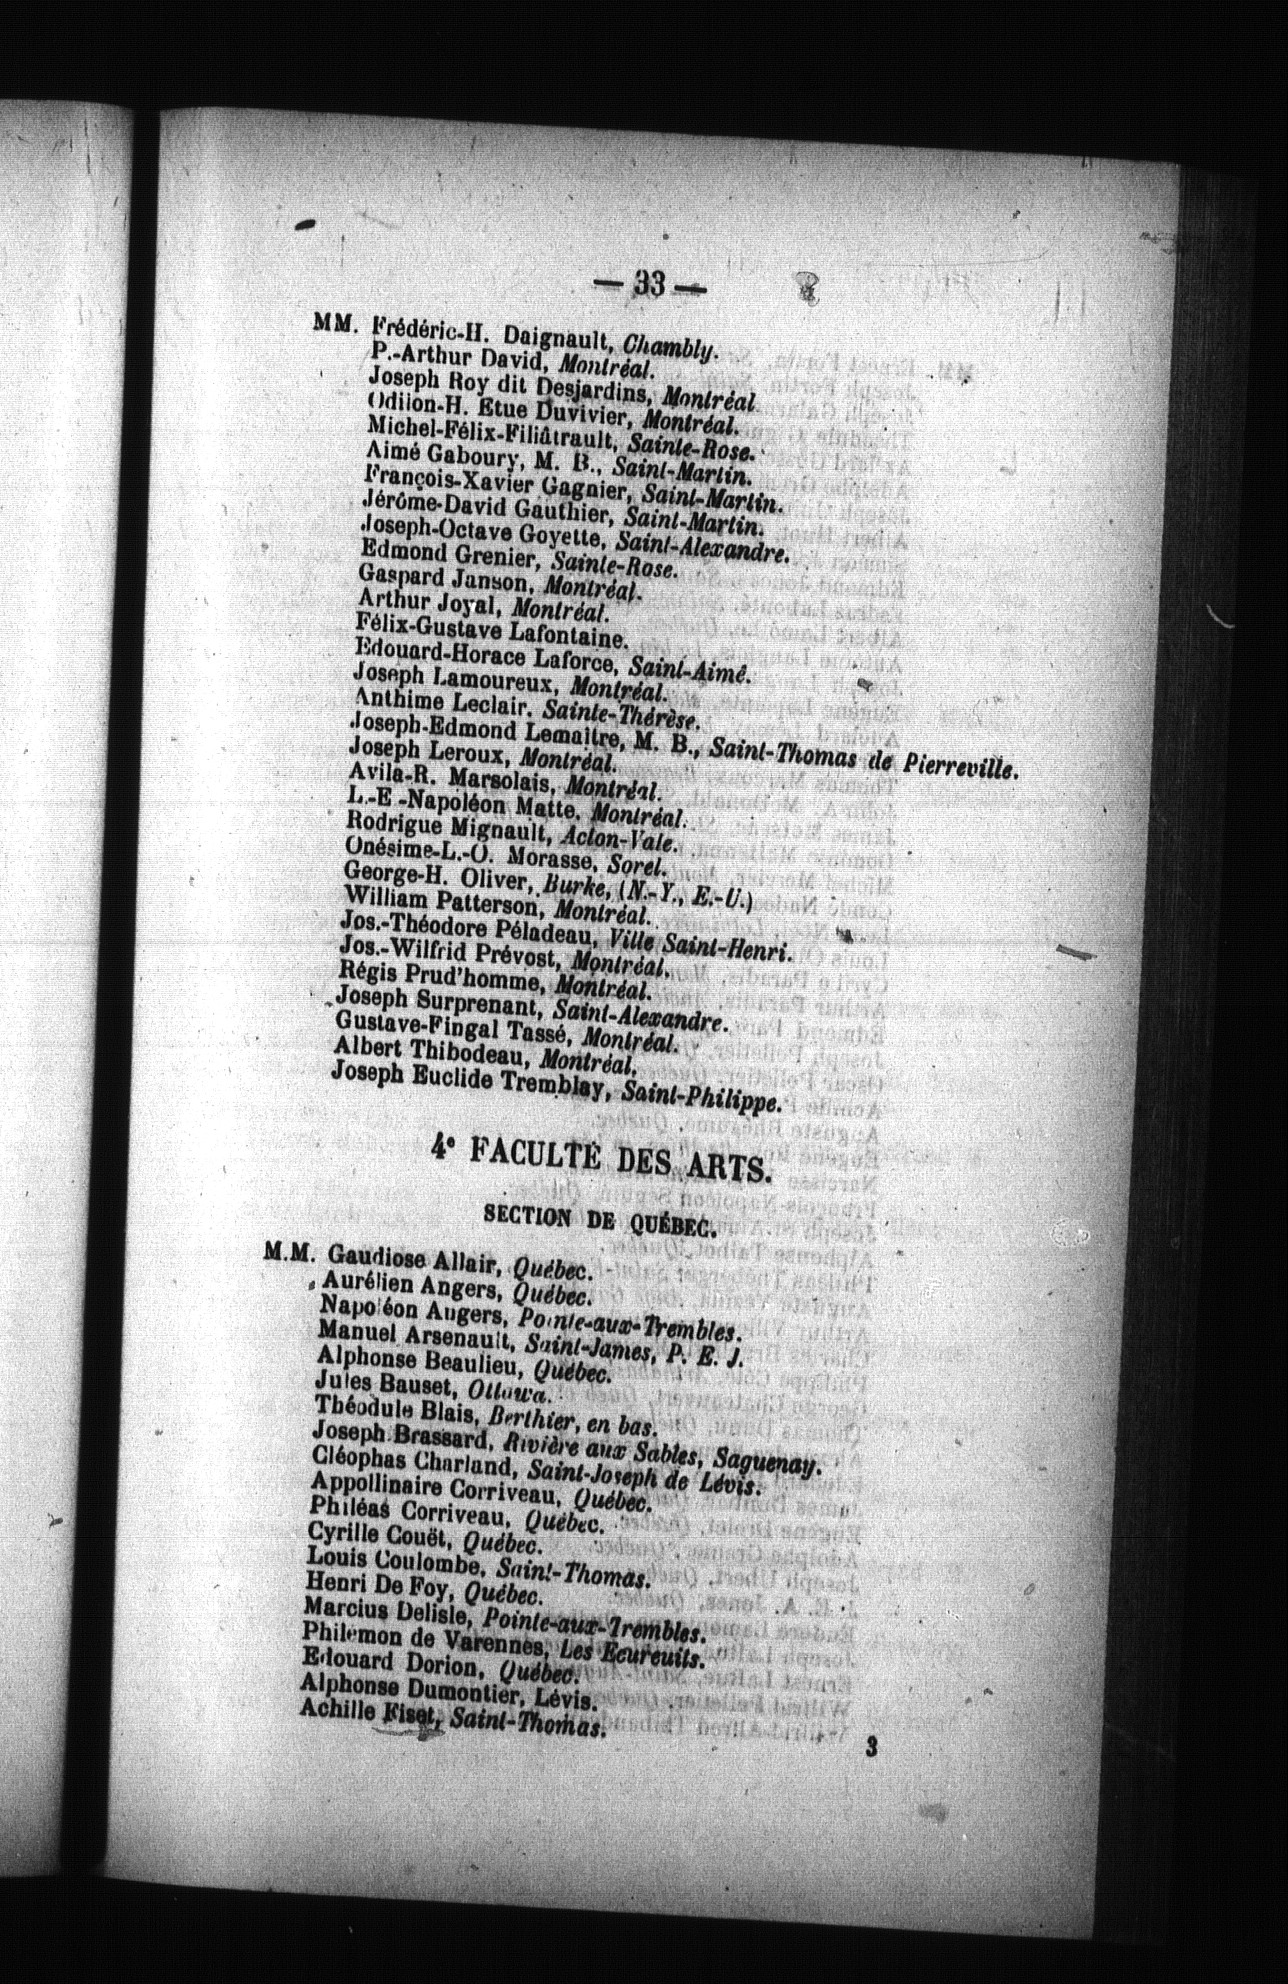 — 33 —
MM. Frédéric-H. Daignault, Chambly.
P.-Arthur David, Montréal.
Joseph Roy dit Desjardins, Montréal.
Odilon-H. Etue Duvivier, Montréal.
Michel-Félix-Filiâtrault, Sainte-Rose.
Aimé Gaboury, M. B., Saint-Martin.
François-Xavier Gagnier, Saint-Martin.
Jérôme-David Gauthier, Saint-Martin.
Joseph-Octave Goyette, Saint-Alexandre.
Edmond Grenier, Sainte-Rose.
Gaspard Janson, Montréal.
Arthur Joyal, Montréal.
Félix-Gustave Lafontaine.
Edouard-Horace Laforce, Saint-Aimé.
Joseph Lamoureux, Montréal.
Anthime Leclair. Sainte-Thérèse.
Joseph-Edmond Lemaître, M. B., Saint-Thomas de Pierreville.
Joseph Leroux, Montréal.
Avila-R. Marsolais, Montréal.
L.-E.-Napoléon Matte, Montréal.
Rodrigue Mignault, Acton-Vale.
Onésime-L.-O. Morasse, Sorel.
George-H. Oliver, Burke, (N.-Y., E.-U.)
William Patterson, Montréal.
Jos.-Théodore Péladeau, Ville Saint-Henri.
Jos.-Wilfrid Prévost, Montréal.
Régis Prud'homme, Montréal.
Joseph Surprenant, Saint-Alexandre.
Gustave-Fingal Tassé, Montréal.
Albert Thibodeau, Montréal.
Joseph Euclide Tremblay, Saint-Philippe.
4e FACULTÉ DES ARTS.
SECTION DE QUÉBEC.
M.M. Gaudiose Allair, Québec.
Aurélien Angers, Québec.
Napoléon Augers, Pointe-aux-Trembles.
Manuel Arsenault, Saint-James, P. E. J.
Alphonse Beaulieu, Québec.
Jules Bauset, Ottawa.
Théodule Blais, Berthier, en bas.
Joseph Brassard, Rivière aux Sables, Saguenay.
Cléophas Charland, Saint-Joseph de Lévis.
Appollinaire Corriveau, Québec.
Philéas Corriveau, Québec.
Cyrille Couët, Québec.
Louis Coulombe, Saint-Thomas.
Henri De Foy, Québec.
Marcius Delisle, Pointe-aux-Trembles.
Philémon de Varennes, Les Ecureuils.
Edouard Dorion, Québec.
Alphonse Dumontier, Lévis.
Achille Fiset, Saint-Thomas.
3